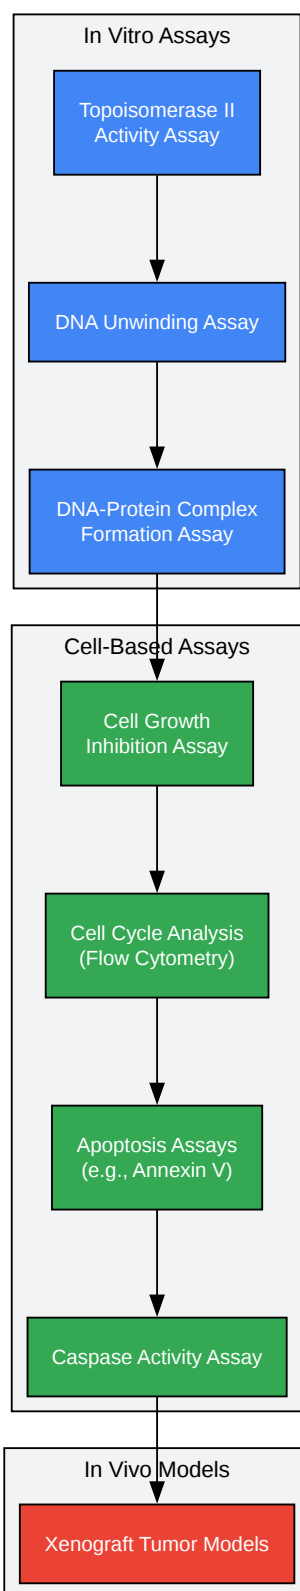 In Vitro Assays
Topoisomerase II
Activity Assay
DNA Unwinding Assay
DNA-Protein Complex
Formation Assay
Cell-Based Assays
Cell Growth
Inhibition Assay
Cell Cycle Analysis
(Flow Cytometry)
Apoptosis Assays
(e.g., Annexin V)
Caspase Activity Assay
In Vivo Models
Xenograft Tumor Models